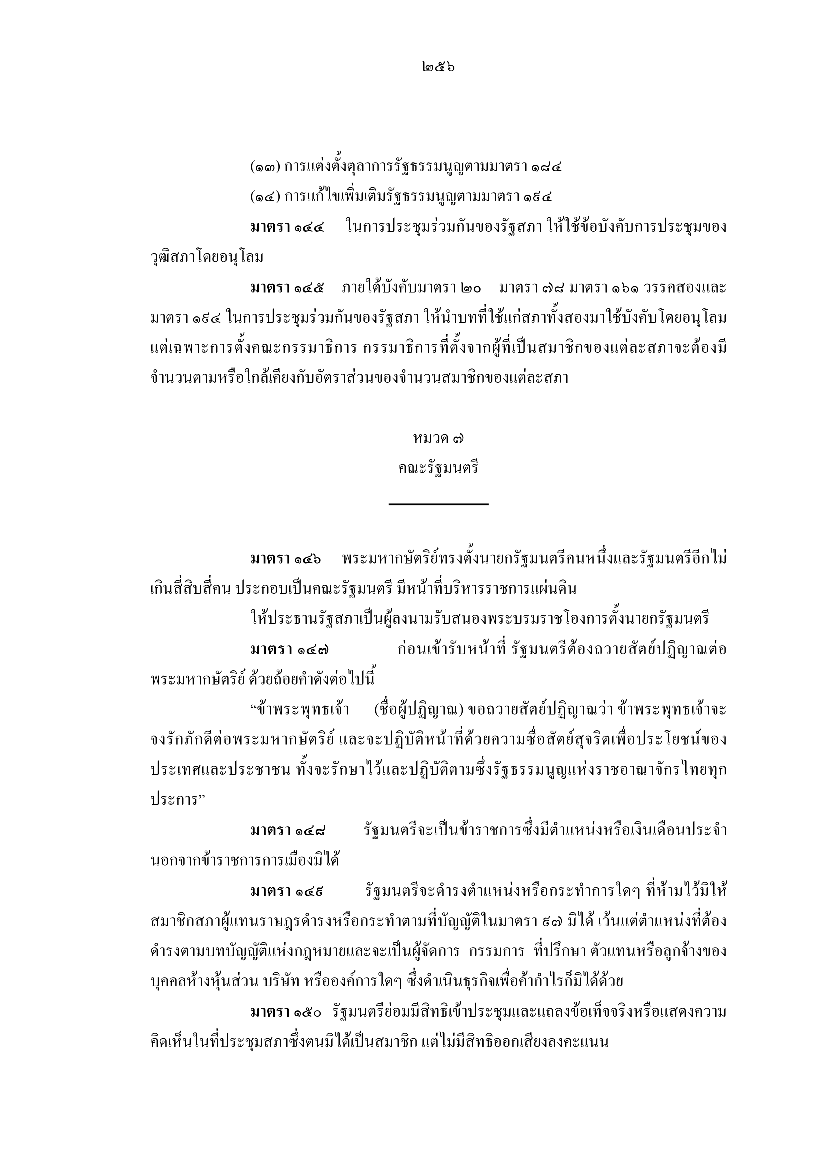 ๒๕๖
(๑๓) การแต่งตั้งตุลาการรัฐธรรมนูญตามมาตรา ๑๘๔
(๑๔) การแก้ไขเพิ่มเติมรัฐธรรมนูญตามมาตรา ๑๙๔
มาตรา ๑๔๔ ในการประชุมร่วมกันของรัฐสภา ให้ใช้ข้อบังคับการประชุมของ
วุฒิสภาโดยอนุโลม
มาตรา ๑๔๕ ภายใต้บังคับมาตรา ๒๐ มาตรา ๗๘ มาตรา ๑๖๑ วรรคสองและ
มาตรา ๑๙๔ ในการประชุมร่วมกันของรัฐสภา ให้นำบทที่ใช้แก่สภาทั้งสองมาใช้บังคับโดยอนุโลม
แต่เฉพาะการตั้งคณะกรรมาธิการ กรรมาธิการที่ตั้งจากผู้ที่เป็นสมาชิกของแต่ละสภาจะต้องมี
จำนวนตามหรือใกล้เคียงกับอัตราส่วนของจำนวนสมาชิกของแต่ละสภา
หมวด ๗
คณะรัฐมนตรี
มาตรา ๑๔๖ พระมหากษัตริย์ทรงตั้งนายกรัฐมนตรีคนหนึ่งและรัฐมนตรีอีกไม่
เกินสี่สิบสี่คน ประกอบเป็นคณะรัฐมนตรี มีหน้าที่บริหารราชการแผ่นดิน
ให้ประธานรัฐสภาเป็นผู้ลงนามรับสนองพระบรมราชโองการตั้งนายกรัฐมนตรี
มาตรา ๑๔๗ ก่อนเข้ารับหน้าที่ รัฐมนตรีต้องถวายสัตย์ปฏิญาณต่อ
พระมหากษัตริย์ ด้วยถ้อยคำดังต่อไปนี้
“ข้าพระพุทธเจ้า (ชื่อผู้ปฏิญาณ) ขอถวายสัตย์ปฏิญาณว่า ข้าพระพุทธเจ้าจะ
จงรักภักดีต่อพระมหากษัตริย์ และจะปฏิบัติหน้าที่ด้วยความซื่อสัตย์สุจริตเพื่อประโยชน์ของ
ประเทศและประชาชน ทั้งจะรักษาไว้และปฏิบัติตามซึ่งรัฐธรรมนูญแห่งราชอาณาจักรไทยทุก
ประการ”
มาตรา ๑๔๘ รัฐมนตรีจะเป็นข้าราชการซึ่งมีตำแหน่งหรือเงินเดือนประจำ
นอกจากข้าราชการการเมืองมิได้
มาตรา ๑๔๙ รัฐมนตรีจะดำรงตำแหน่งหรือกระทำการใดๆ ที่ห้ามไว้มิให้
สมาชิกสภาผู้แทนราษฎรดำรงหรือกระทำตามที่บัญญัติในมาตรา ๙๗ มิได้ เว้นแต่ตำแหน่งที่ต้อง
ดำรงตามบทบัญญัติแห่งกฎหมายและจะเป็นผู้จัดการ กรรมการ ที่ปรึกษา ตัวแทนหรือลูกจ้างของ
บุคคลห้างหุ้นส่วน บริษัท หรือองค์การใดๆ ซึ่งดำเนินธุรกิจเพื่อค้ากำไรก็มิได้ด้วย
มาตรา ๑๕๐ รัฐมนตรีย่อมมีสิทธิเข้าประชุมและแถลงข้อเท็จจริงหรือแสดงความ
คิดเห็นในที่ประชุมสภาซึ่งตนมิได้เป็นสมาชิก แต่ไม่มีสิทธิออกเสียงลงคะแนน